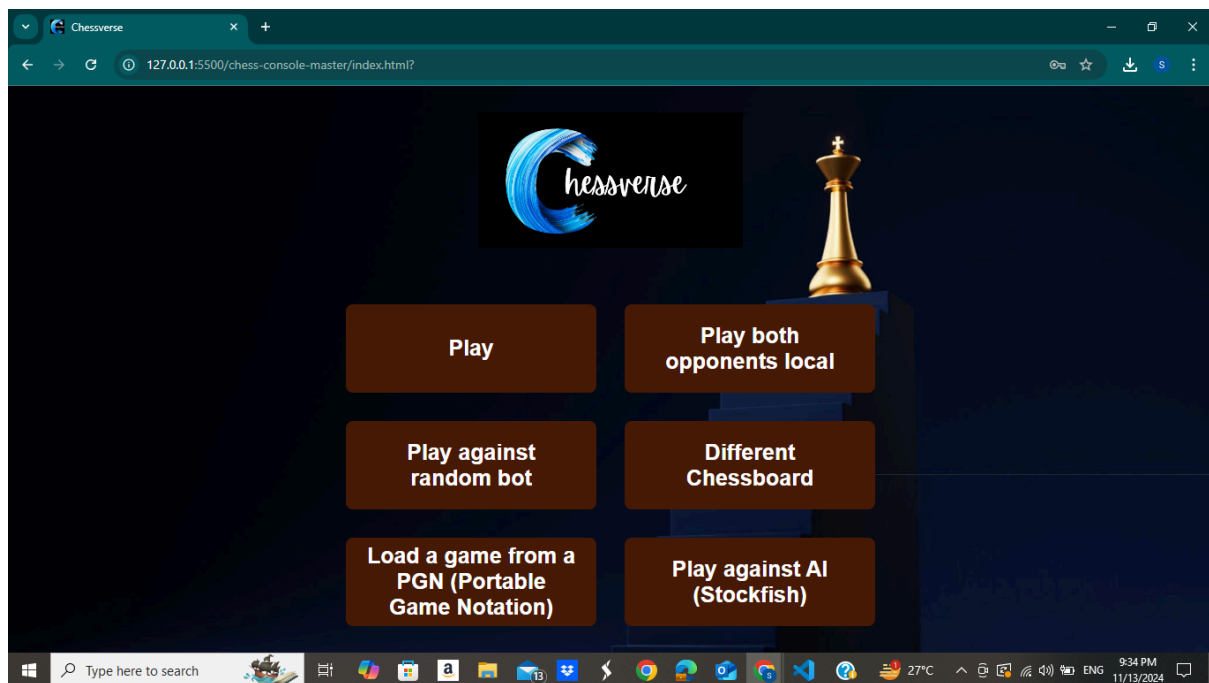 Chessverse
127.0.0.1:5500/chess-console-master/index.html?
S
Chessverse
Play
Play both
opponents local
Play against
random bot
Different
Chessboard
Load a game from a
PGN (Portable
Game Notation)
Play against AI
(Stockfish)
Type here to search
a
13
S
27°C
ENG
9:34 PM
11/13/2024